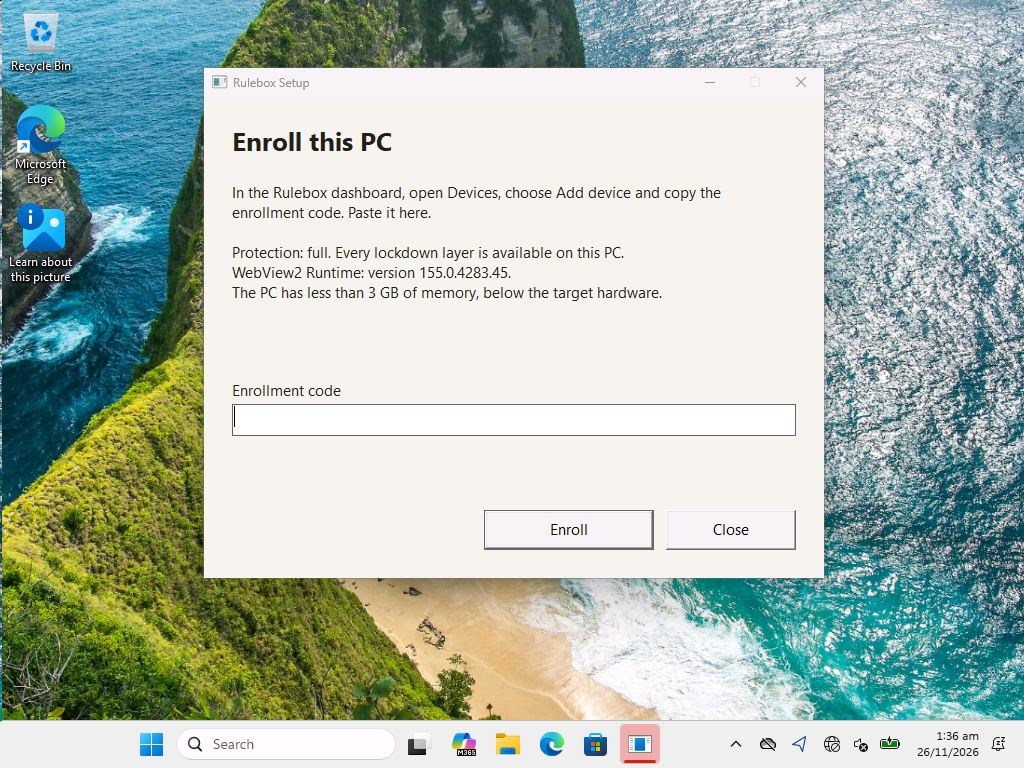 Recycle Bin
Microsoft
Edge
Learn about
this picture
Rulebox Setup
Enroll this PC
In the Rulebox dashboard, open Devices, choose Add device and copy the
enrollment code. Paste it here.
Protection: full. Every lockdown layer is available on this PC.
WebView2 Runtime: version 155.0.4283.45.
The PC has less than 3 GB of memory, below the target hardware.
Enrollment code
Enroll
Close
Search
M365
1:36 am
26/11/2026